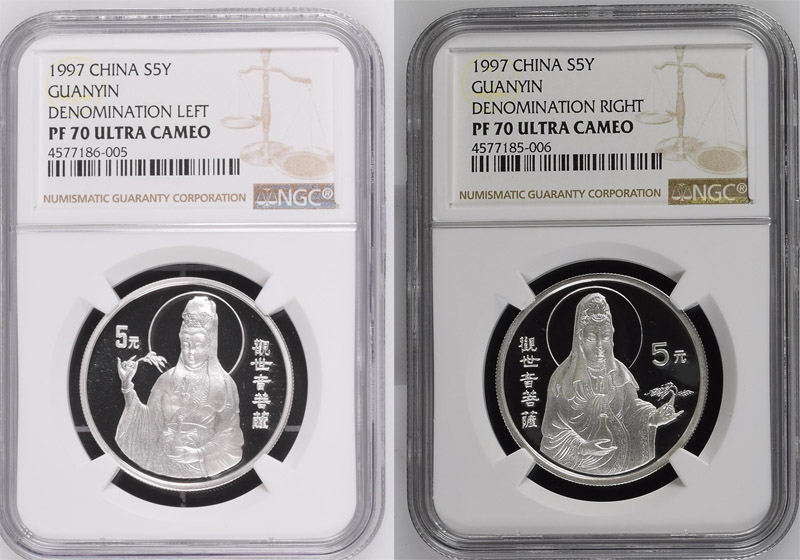 1997 CHINA S5Y
GUANYIN
DENOMINATION LEFT
PF 70 ULTRA CAMEO
4577186-005
NUMISMATIC GUARANTY CORPORATION
NGC®
5元
觀世音菩薩
1997 CHINA S5Y
GUANYIN
DENOMINATION RIGHT
PF 70 ULTRA CAMEO
4577185-006
NUMISMATIC GUARANTY CORPORATION
NGC®
觀世音菩薩
5元